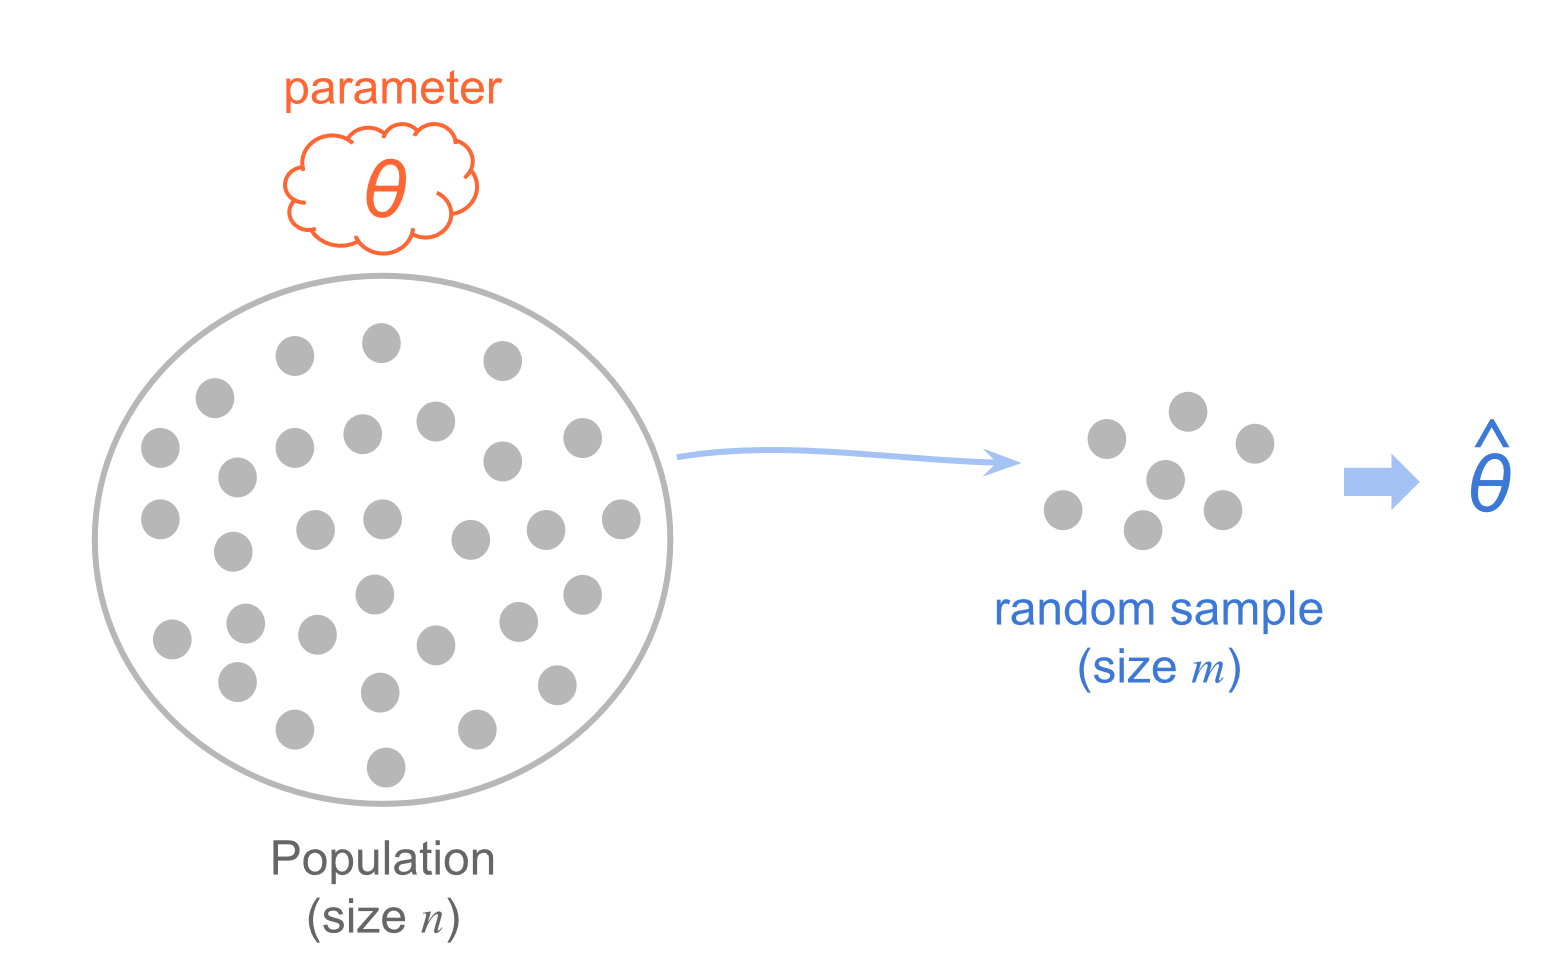 parameter
θ
Population
(size n)
random sample
(size m)
θ̂